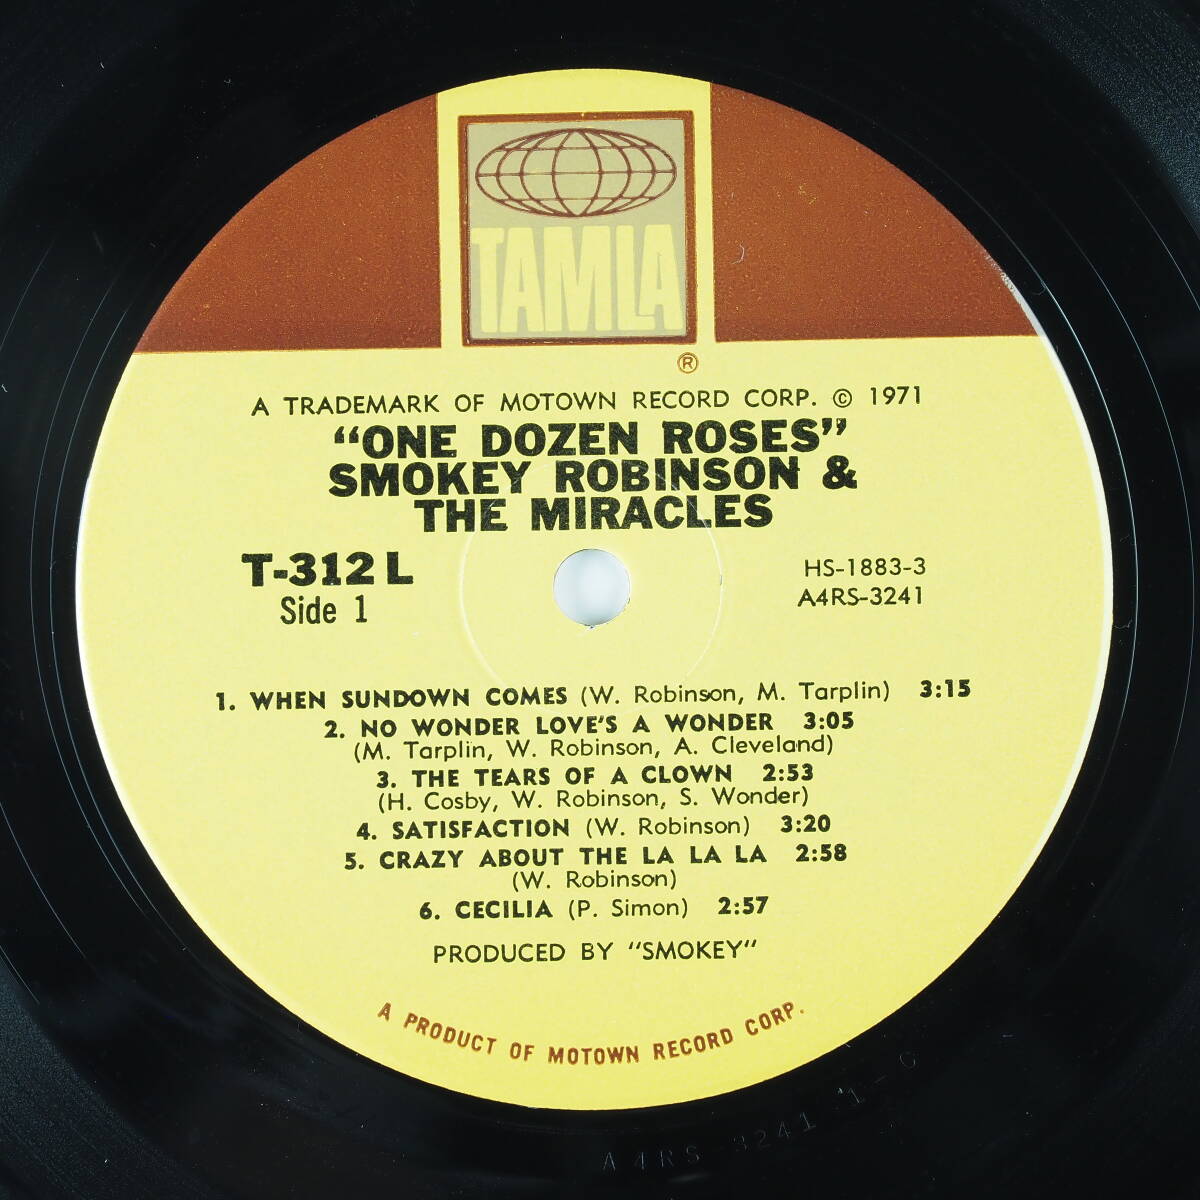 TAMLA
®
A TRADEMARK OF MOTOWN RECORD CORP. © 1971
"ONE DOZEN ROSES"
SMOKEY ROBINSON &
THE MIRACLES
T-312 L
Side 1
HS-1883-3
A4RS-3241
1. WHEN SUNDOWN COMES (W. Robinson, M. Tarplin) 3:15
2. NO WONDER LOVE'S A WONDER 3:05
(M. Tarplin, W. Robinson, A. Cleveland)
3. THE TEARS OF A CLOWN 2:53
(H. Cosby, W. Robinson, S. Wonder)
4. SATISFACTION (W. Robinson) 3:20
5. CRAZY ABOUT THE LA LA LA 2:58
(W. Robinson)
6. CECILIA (P. Simon) 2:57
PRODUCED BY "SMOKEY"
A PRODUCT OF MOTOWN RECORD CORP.
A4RS-3241